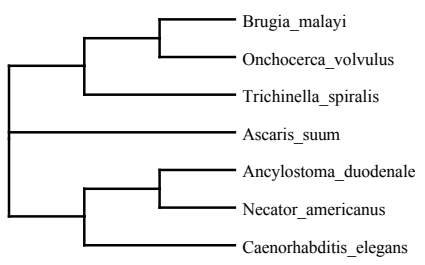 Brugia_malayi
Onchocerca_volvulus
Trichinella_spiralis
Ascaris_suum
Ancylostoma_duodenale
Necator_americanus
Caenorhabditis_elegans